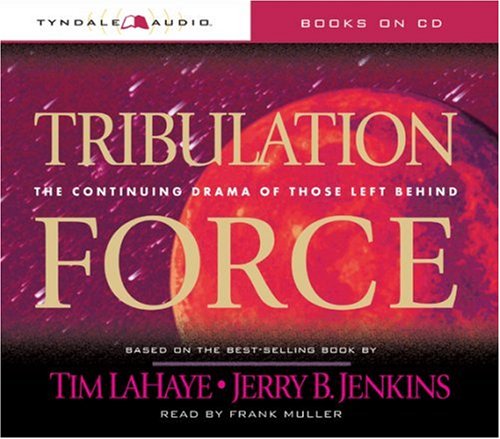 TYNDALE AUDIO
BOOKS ON CD
TRIBULATION
THE CONTINUING DRAMA OF THOSE LEFT BEHIND
FORCE
BASED ON THE BEST-SELLING BOOK BY
TIM LAHAYE • JERRY B. JENKINS
READ BY FRANK MULLER